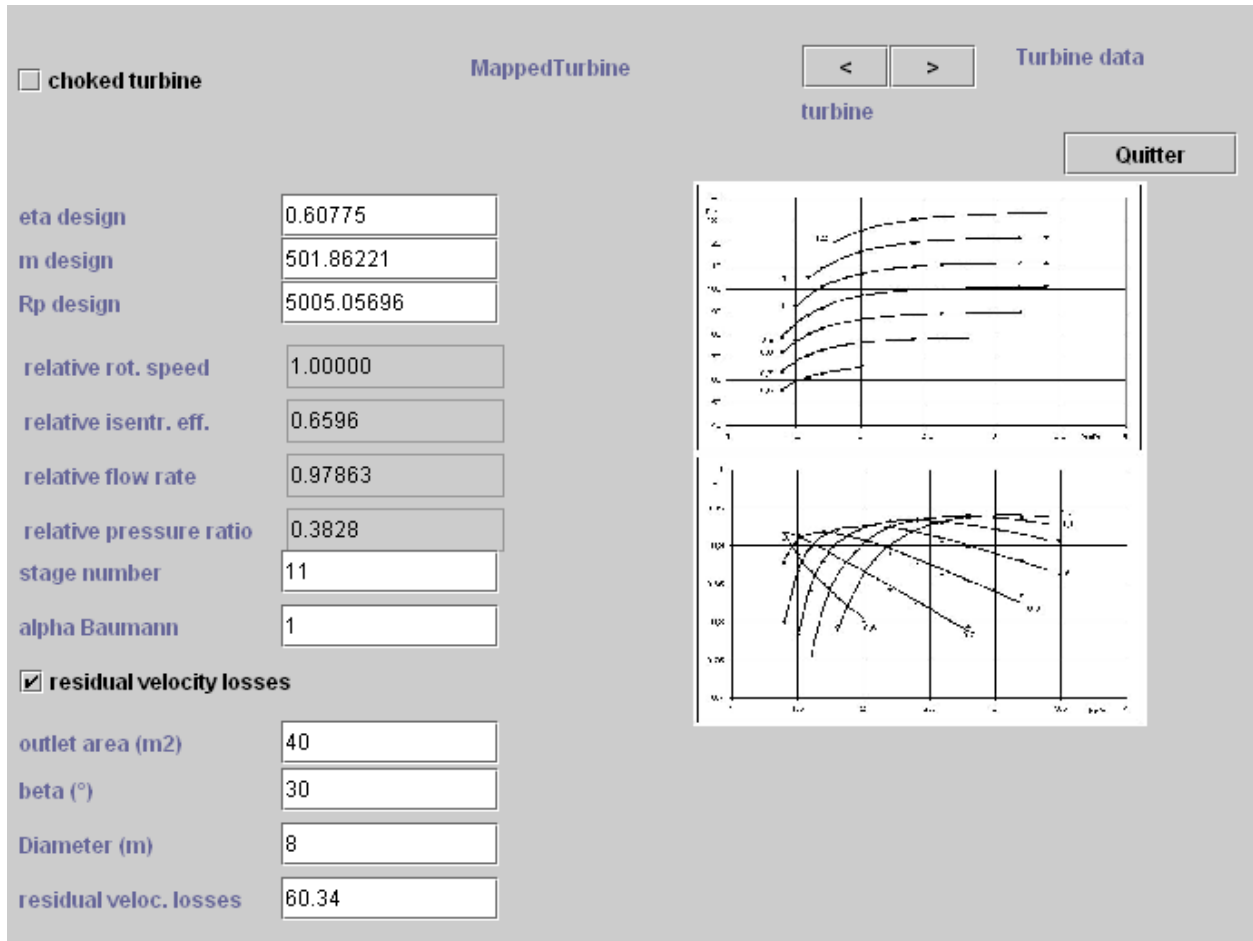 choked turbine
MappedTurbine
< >
Turbine data
turbine
Quitter
eta design 0.60775
m design 501.86221
Rp design 5005.05696
relative rot. speed 1.00000
relative isentr. eff. 0.6596
relative flow rate 0.97863
relative pressure ratio 0.3828
stage number 11
alpha Baumann 1
residual velocity losses
outlet area (m2) 40
beta (°) 30
Diameter (m) 8
residual veloc. losses 60.34